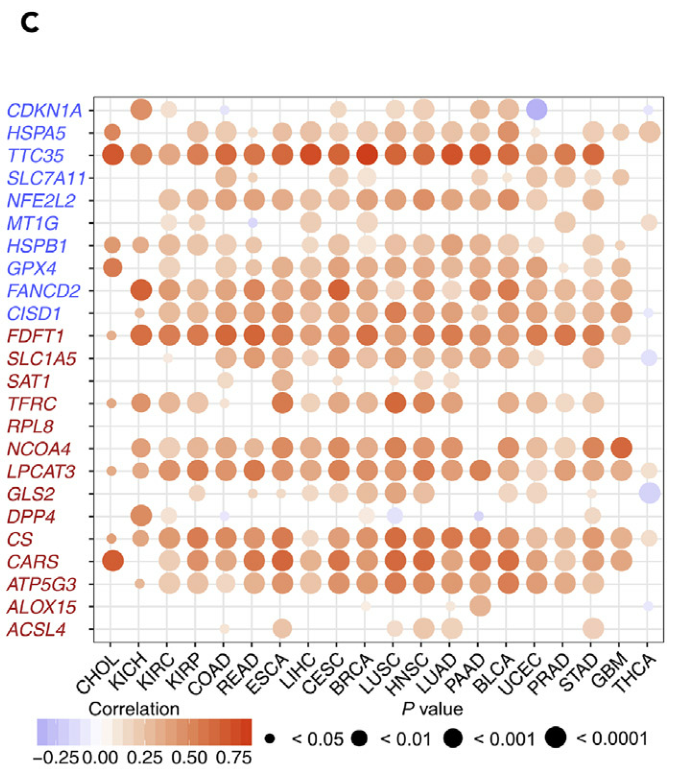 C
CDKN1A
HSPA5
TTC35
SLC7A11
NFE2L2
MT1G
HSPB1
GPX4
FANCD2
CISD1
FDFT1
SLC1A5
SAT1
TFRC
RPL8
NCOA4
LPCAT3
GLS2
DPP4
CS
CARS
ATP5G3
ALOX15
ACSL4
CHOL KICH KIRC KIRP COAD READ ESCA LIHC CESC BRCA LUSC HNSC LUAD PAAD BLCA UCEC PRAD STAD GBM THCA
Correlation P value
−0.25 0.00 0.25 0.50 0.75 < 0.05 < 0.01 < 0.001 < 0.0001